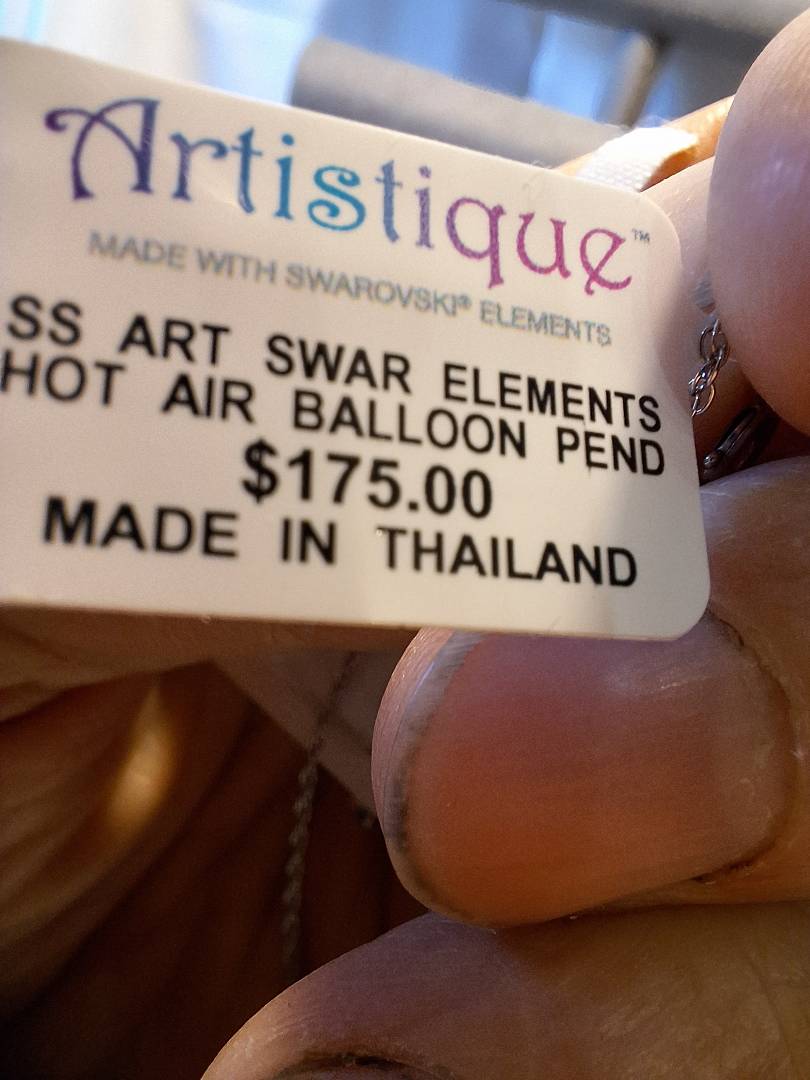 Artistique™
MADE WITH SWAROVSKI® ELEMENTS
SS ART SWAR ELEMENTS
HOT AIR BALLOON PEND
$175.00
MADE IN THAILAND